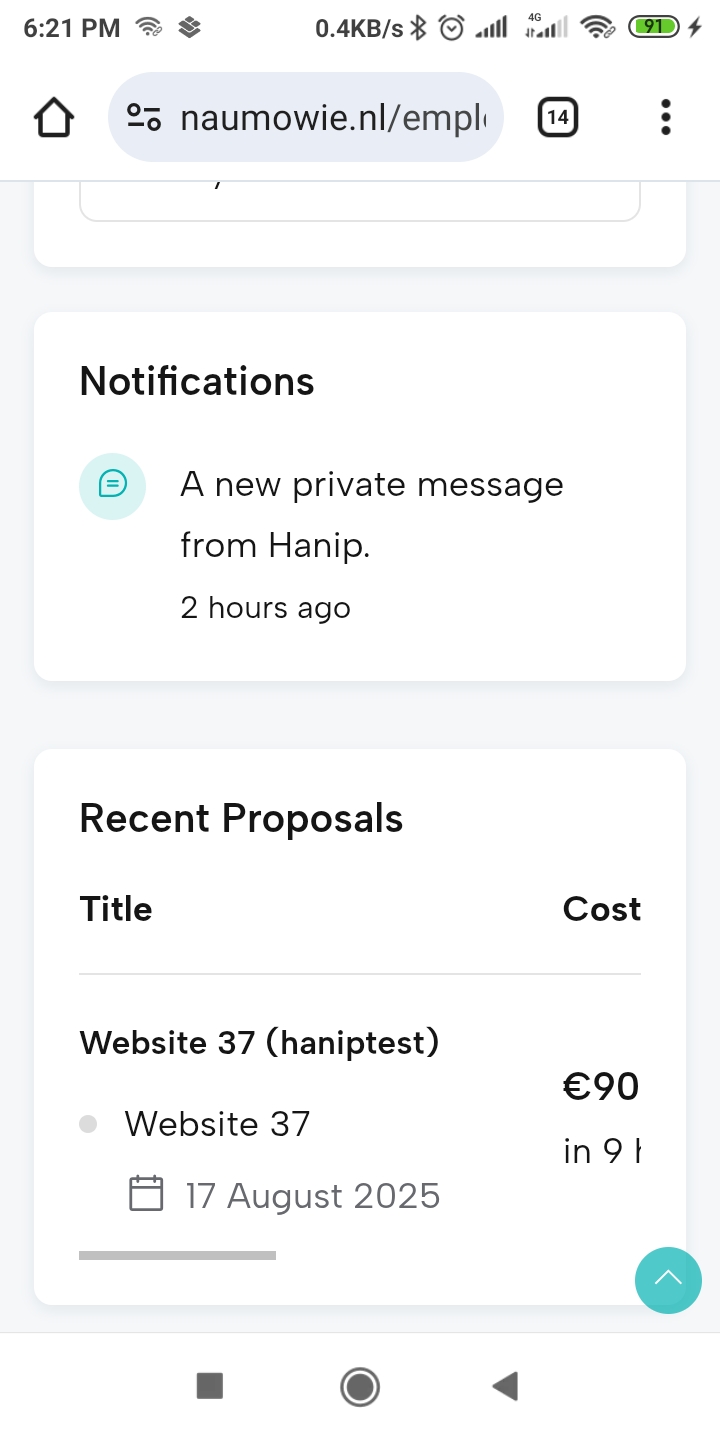 6:21 PM 0.4KB/s 4G 91
naumowie.nl/empl
14
Notifications
A new private message
from Hanip.
2 hours ago
Recent Proposals
Title Cost
Website 37 (haniptest)
€90
Website 37
in 9
17 August 2025